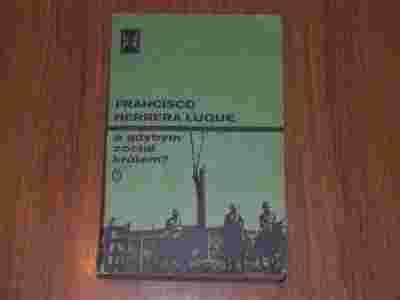 FRANCISCO
HERRERA LUQUE
a gdybym
został
królem?